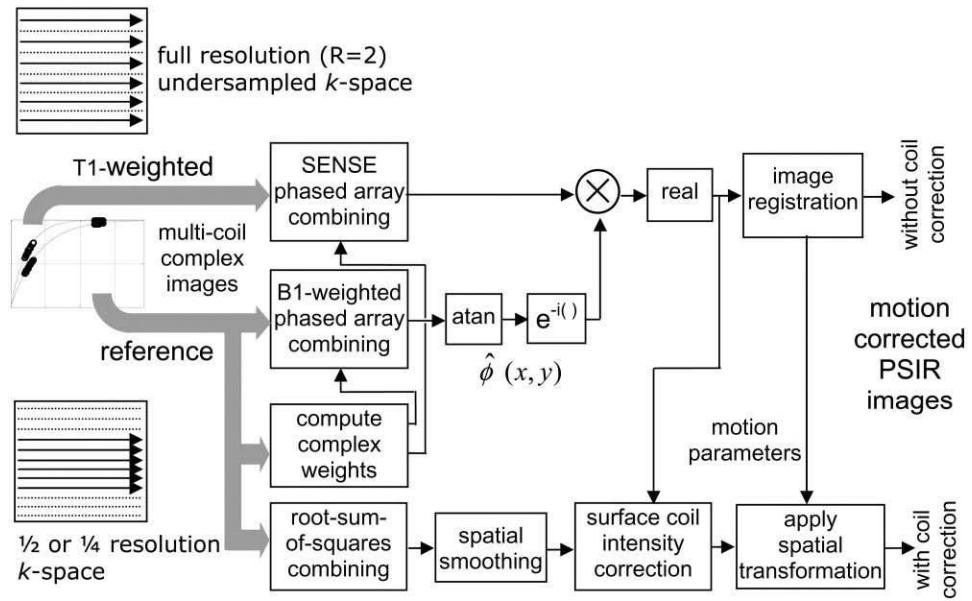 full resolution (R=2)
undersampled k-space
T1-weighted
SENSE
phased array
combining
real
image
registration
without coil
correction
multi-coil
complex
images
B1-weighted
phased array
combining
atan
e-i( )
ϕ̂ (x, y)
reference
motion
corrected
PSIR
images
compute
complex
weights
motion
parameters
½ or ¼ resolution
k-space
root-sum-
of-squares
combining
spatial
smoothing
surface coil
intensity
correction
apply
spatial
transformation
with coil
correction